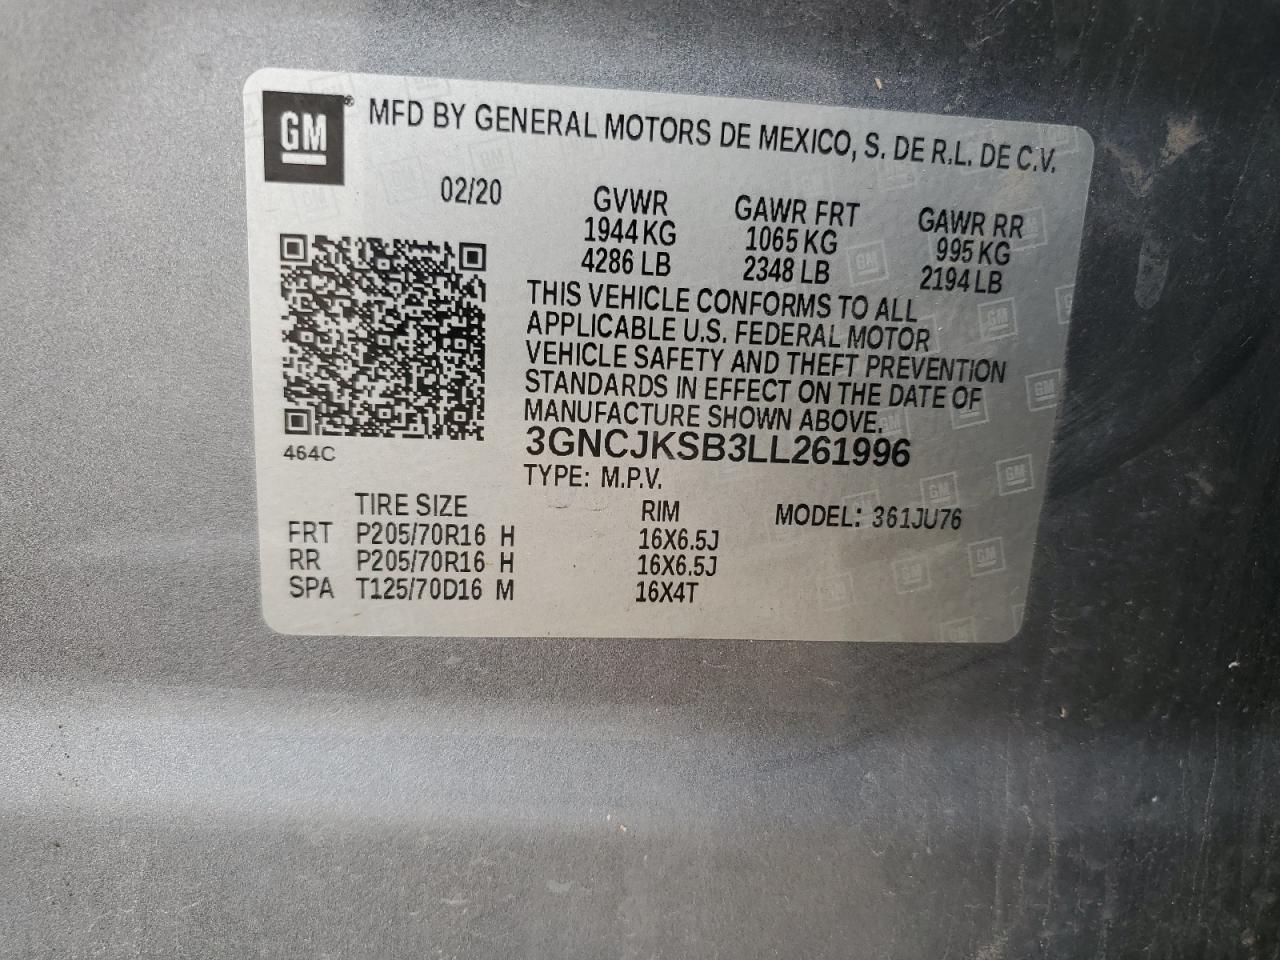 GM ® MFD BY GENERAL MOTORS DE MEXICO, S. DE R.L. DE C.V.
02/20 GVWR GAWR FRT GAWR RR
1944 KG 1065 KG 995 KG
4286 LB 2348 LB 2194 LB
THIS VEHICLE CONFORMS TO ALL
APPLICABLE U.S. FEDERAL MOTOR
VEHICLE SAFETY AND THEFT PREVENTION
STANDARDS IN EFFECT ON THE DATE OF
MANUFACTURE SHOWN ABOVE.
464C
3GNCJKSB3LL261996
TYPE: M.P.V.
TIRE SIZE RIM MODEL: 361JU76
FRT P205/70R16 H 16X6.5J
RR P205/70R16 H 16X6.5J
SPA T125/70D16 M 16X4T